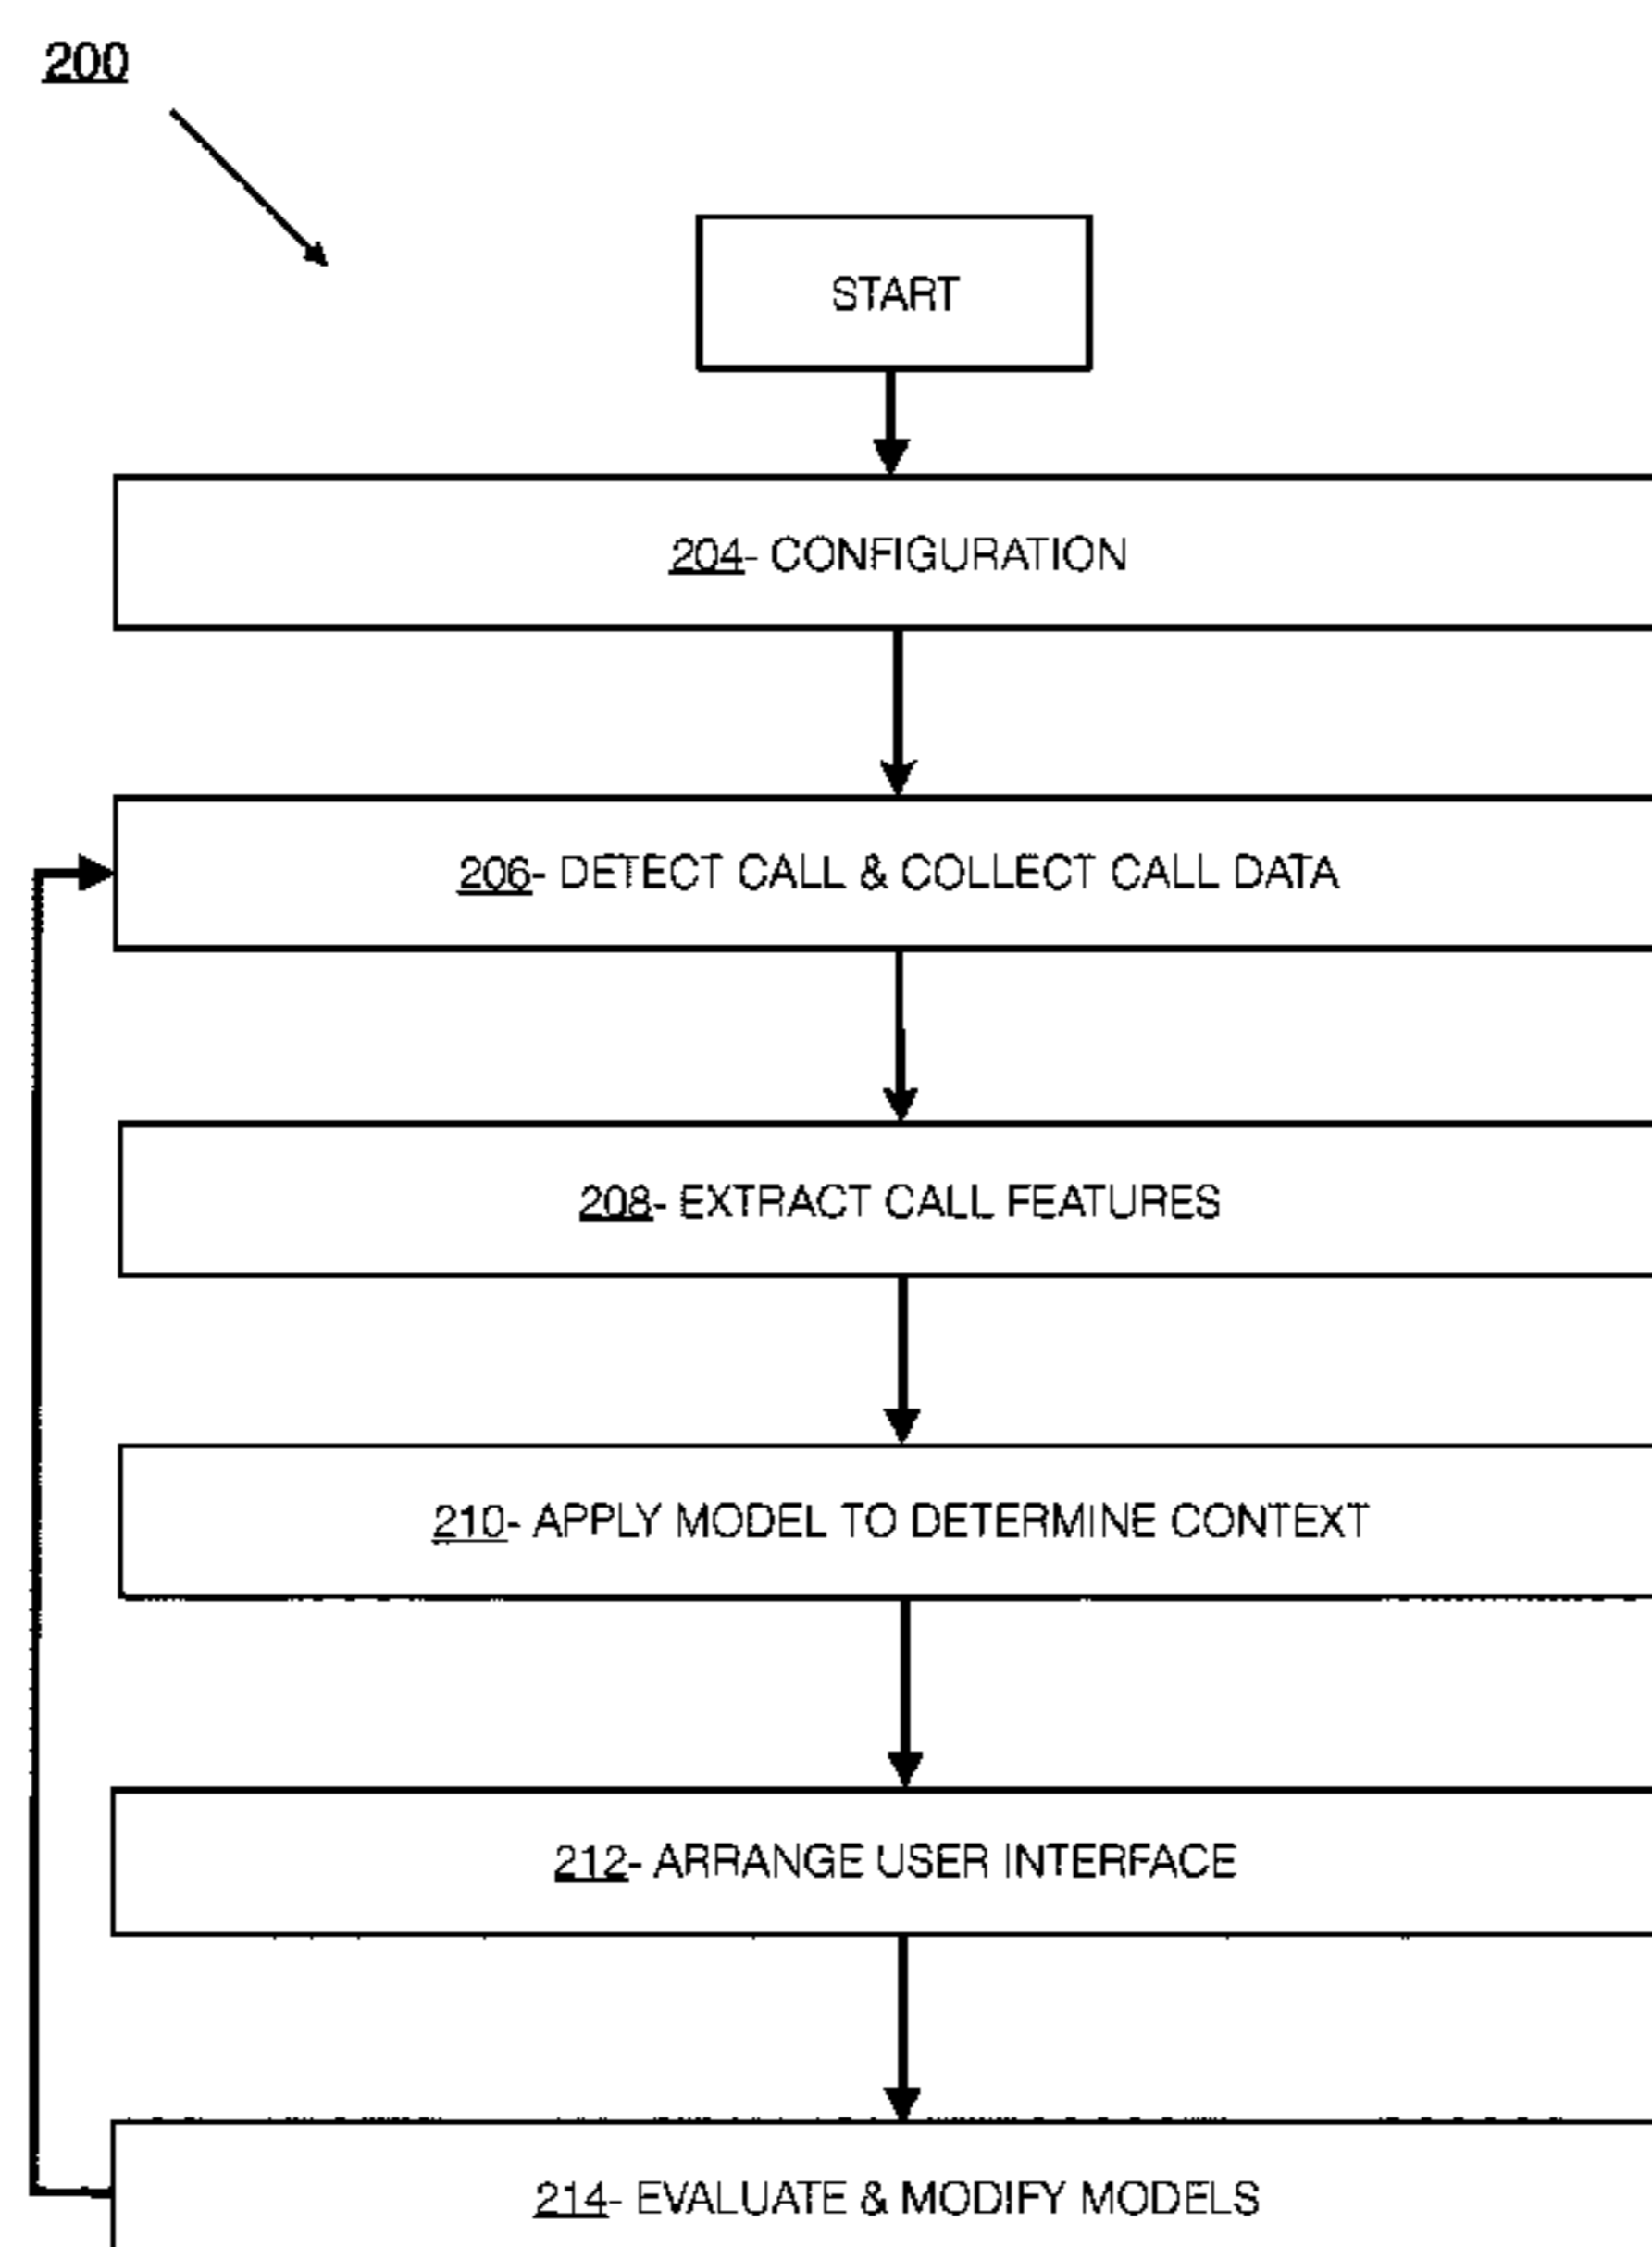 200
START
204- CONFIGURATION
206- DETECT CALL & COLLECT CALL DATA
208- EXTRACT CALL FEATURES
210- APPLY MODEL TO DETERMINE CONTEXT
212- ARRANGE USER INTERFACE
214- EVALUATE & MODIFY MODELS